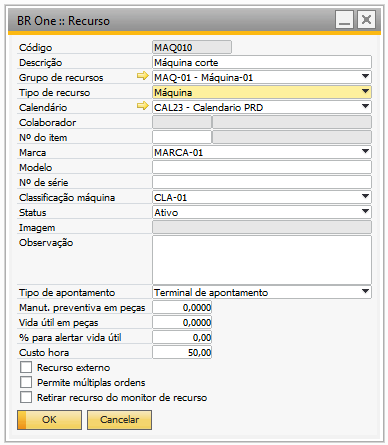 BR One :: Recurso
Código MAQ010
Descrição Máquina corte
Grupo de recursos MAQ-01 - Máquina-01
Tipo de recurso Máquina
Calendário CAL23 - Calendario PRD
Colaborador
Nº do item
Marca MARCA-01
Modelo
Nº de série
Classificação máquina CLA-01
Status Ativo
Imagem
Observação
Tipo de apontamento Terminal de apontamento
Manut. preventiva em peças 0,0000
Vida útil em peças 0,0000
% para alertar vida útil 0,00
Custo hora 50,00
Recurso externo
Permite múltiplas ordens
Retirar recurso do monitor de recurso
OK Cancelar